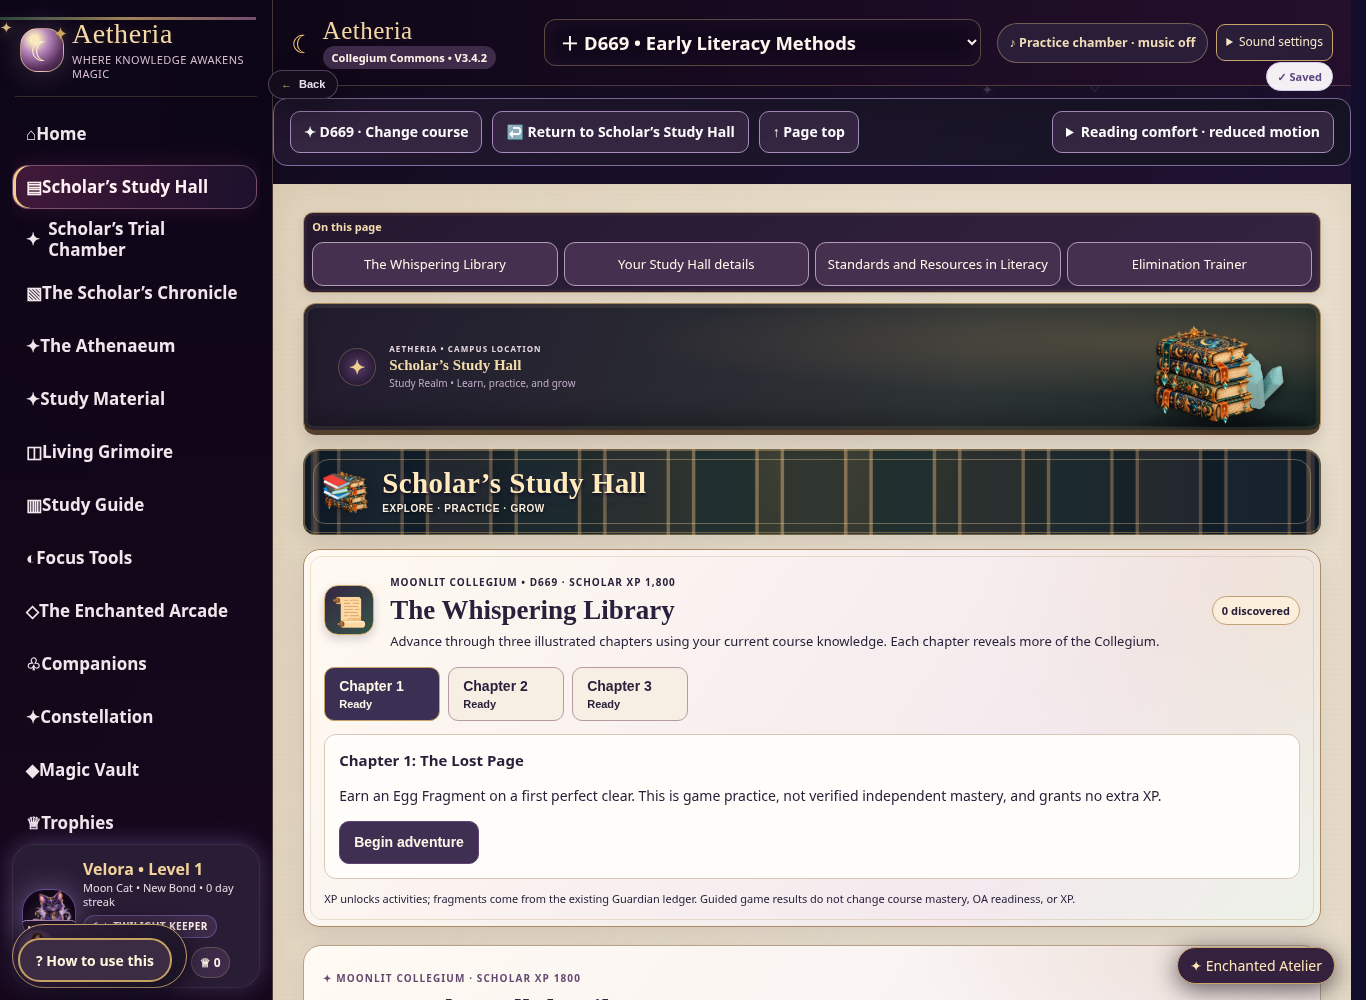 Aetheria
WHERE KNOWLEDGE AWAKENS
MAGIC
Home
Scholar’s Study Hall
Scholar’s Trial
Chamber
The Scholar’s Chronicle
The Athenaeum
Study Material
Living Grimoire
Study Guide
Focus Tools
The Enchanted Arcade
Companions
Constellation
Magic Vault
Trophies
Velora • Level 1
Moon Cat • New Bond • 0 day
streak
KEEPER
? How to use this
♕ 0
Aetheria
Collegium Commons • V3.4.2
＋ D669 • Early Literacy Methods
♪ Practice chamber · music off
▶ Sound settings
✓ Saved
← Back
✦ D669 · Change course
↩️ Return to Scholar’s Study Hall
↑ Page top
▶ Reading comfort · reduced motion
On this page
The Whispering Library
Your Study Hall details
Standards and Resources in Literacy
Elimination Trainer
AETHERIA • CAMPUS LOCATION
Scholar’s Study Hall
Study Realm • Learn, practice, and grow
Scholar’s Study Hall
EXPLORE · PRACTICE · GROW
MOONLIT COLLEGIUM • D669 · SCHOLAR XP 1,800
The Whispering Library
0 discovered
Advance through three illustrated chapters using your current course knowledge. Each chapter reveals more of the Collegium.
Chapter 1
Ready
Chapter 2
Ready
Chapter 3
Ready
Chapter 1: The Lost Page
Earn an Egg Fragment on a first perfect clear. This is game practice, not verified independent mastery, and grants no extra XP.
Begin adventure
XP unlocks activities; fragments come from the existing Guardian ledger. Guided game results do not change course mastery, OA readiness, or XP.
✦ MOONLIT COLLEGIUM · SCHOLAR XP 1800
✦ Enchanted Atelier